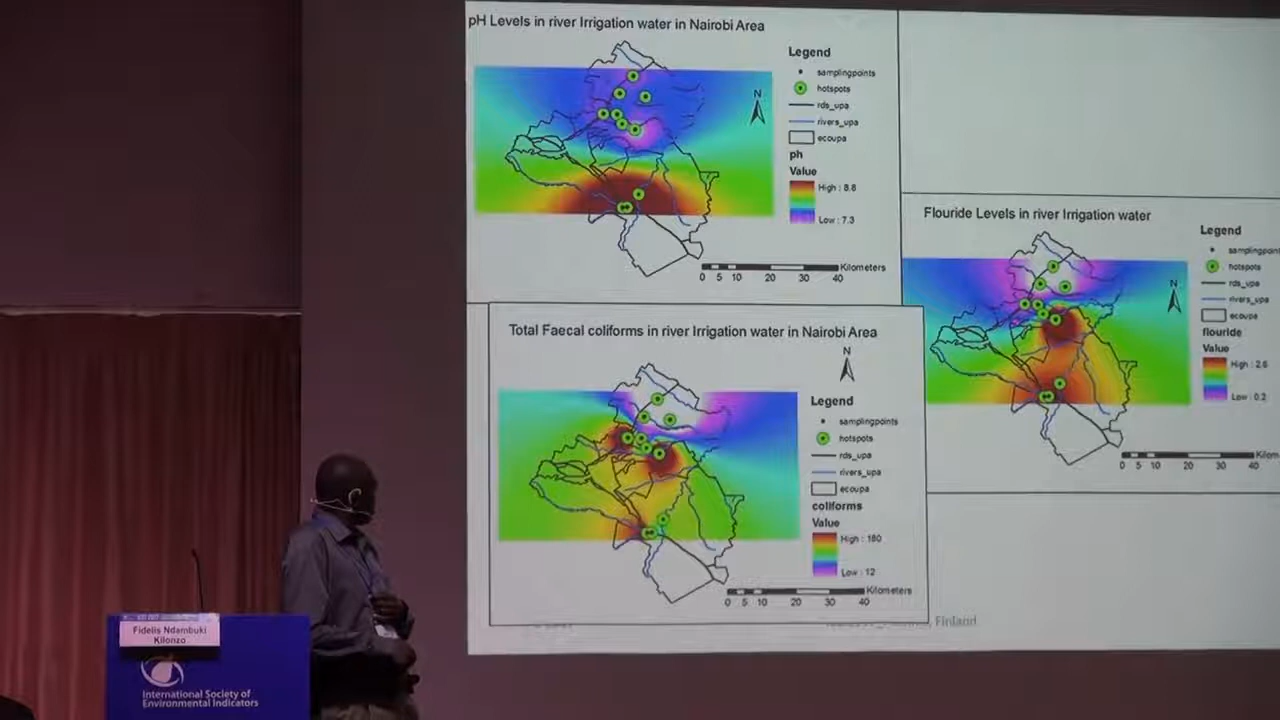 pH Levels in river Irrigation water in Nairobi Area
Legend
samplingpoints
hotspots
rds_upa
rivers_upa
ecoupa
ph
Value
High : 8.8
Low : 7.3
N
0 5 10 20 30 40
Kilometers
Flouride Levels in river Irrigation water
Legend
samplingpoint
hotspots
rds_upa
rivers_upa
ecoupa
flouride
Value
High : 2.6
Low : 0.2
N
0 5 10 20 30 40
Kilom
Total Faecal coliforms in river Irrigation water in Nairobi Area
N
Legend
samplingpoints
hotspots
rds_upa
rivers_upa
ecoupa
coliforms
Value
High : 180
Low : 12
0 5 10 20 30 40
Kilometers
Finland
Fidelis Ndambuki
Kilonzo
International Society of
Environmental Indicators